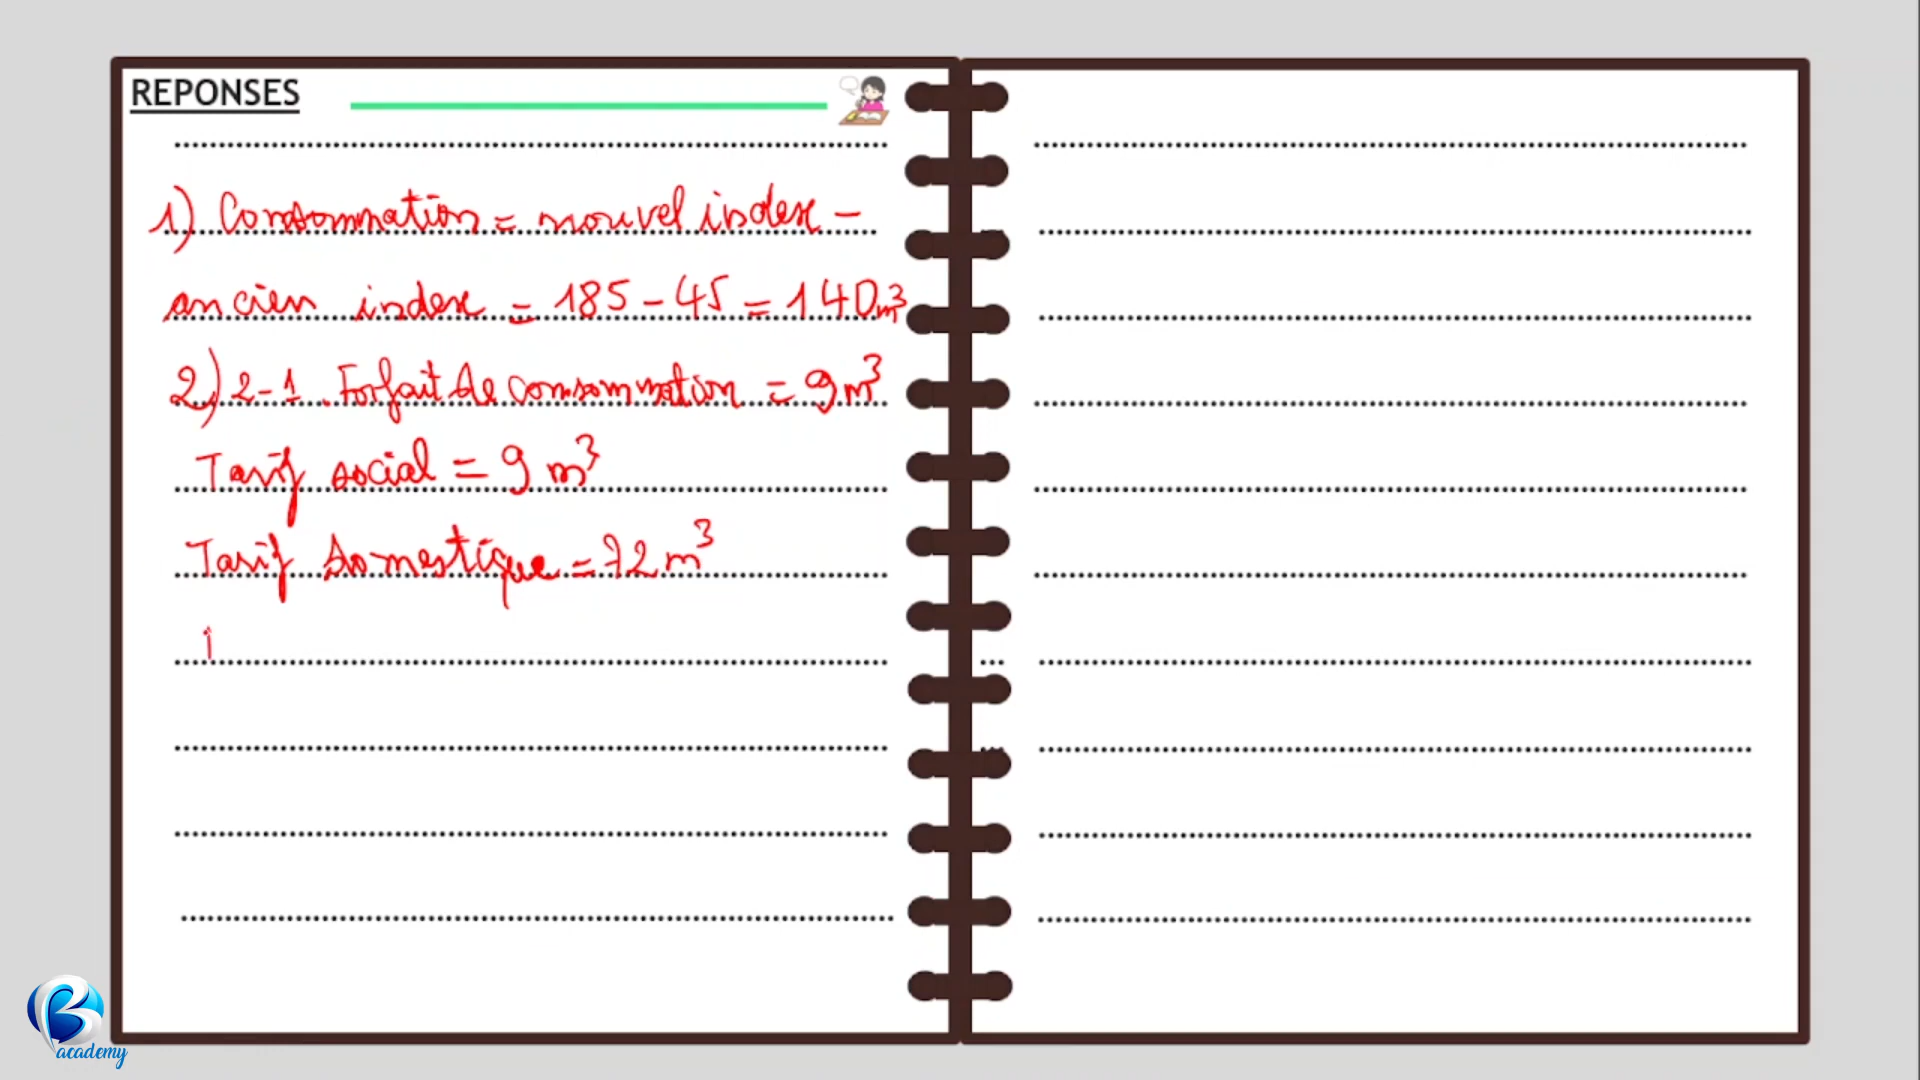 REPONSES
1) Consommation = nouvel index -
ancien index = 185 - 45 = 140 m³
2) 2-1. Forfait de consommation = 9 m³
Tarif social = 9 m³
Tarif domestique = 72 m³
B
academy